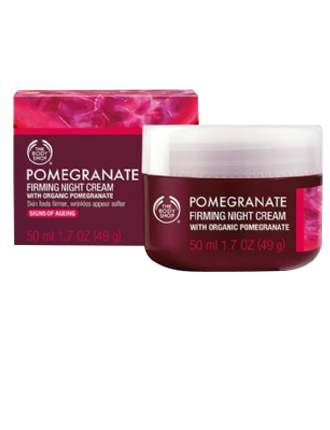 THE
BODY
SHOP
POMEGRANATE
FIRMING NIGHT CREAM
WITH ORGANIC POMEGRANATE
Skin feels firmer, wrinkles appear softer
SIGNS OF AGEING
50 ml 1.7 OZ (49 g)
THE
BODY
SHOP
POMEGRANATE
FIRMING NIGHT CREAM
WITH ORGANIC POMEGRANATE
50 ml 1.7 OZ (49 g)